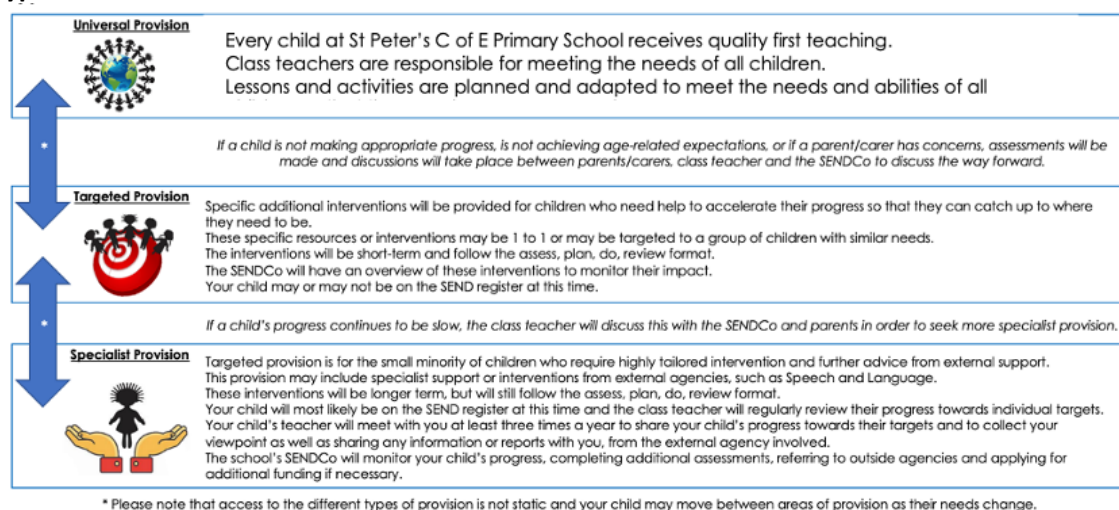 Universal Provision
Every child at St Peter's C of E Primary School receives quality first teaching.
Class teachers are responsible for meeting the needs of all children.
Lessons and activities are planned and adapted to meet the needs and abilities of all
*
If a child is not making appropriate progress, is not achieving age-related expectations, or if a parent/carer has concerns, assessments will be
made and discussions will take place between parents/carers, class teacher and the SENDCo to discuss the way forward.
Targeted Provision
Specific additional interventions will be provided for children who need help to accelerate their progress so that they can catch up to where
they need to be.
These specific resources or interventions may be 1 to 1 or may be targeted to a group of children with similar needs.
The interventions will be short-term and follow the assess, plan, do, review format.
The SENDCo will have an overview of these interventions to monitor their impact.
Your child may or may not be on the SEND register at this time.
*
If a child's progress continues to be slow, the class teacher will discuss this with the SENDCo and parents in order to seek more specialist provision.
Specialist Provision
Targeted provision is for the small minority of children who require highly tailored intervention and further advice from external support.
This provision may include specialist support or interventions from external agencies, such as Speech and Language.
These interventions will be longer term, but will still follow the assess, plan, do, review format.
Your child will most likely be on the SEND register at this time and the class teacher will regularly review their progress towards individual targets.
Your child's teacher will meet with you at least three times a year to share your child's progress towards their targets and to collect your
viewpoint as well as sharing any information or reports with you, from the external agency involved.
The school's SENDCo will monitor your child's progress, completing additional assessments, referring to outside agencies and applying for
additional funding if necessary.
* Please note that access to the different types of provision is not static and your child may move between areas of provision as their needs change.